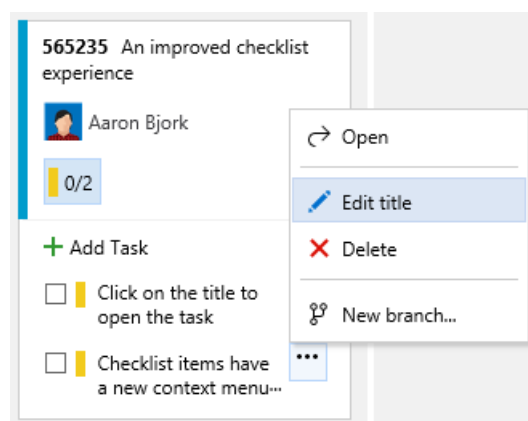 565235 An improved checklist
experience
Aaron Bjork
0/2
Add Task
Click on the title to
open the task
Checklist items have
a new context menu...
Open
Edit title
Delete
New branch...